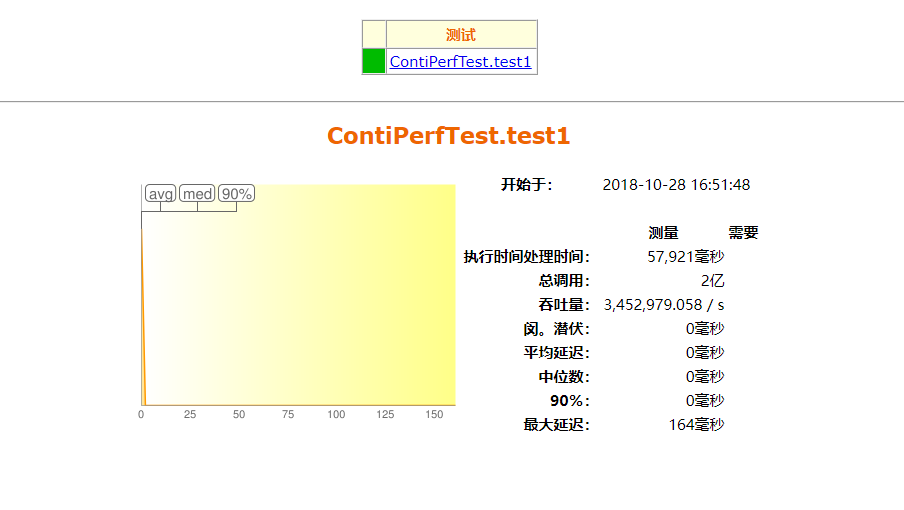 测试
ContiPerfTest.test1
ContiPerfTest.test1
avg med 90%
0 25 50 75 100 125 150
开始于: 2018-10-28 16:51:48
测量 需要
执行时间处理时间: 57,921毫秒
总调用: 2亿
吞吐量: 3,452,979.058 / s
闵。潜伏: 0毫秒
平均延迟: 0毫秒
中位数: 0毫秒
90%: 0毫秒
最大延迟: 164毫秒